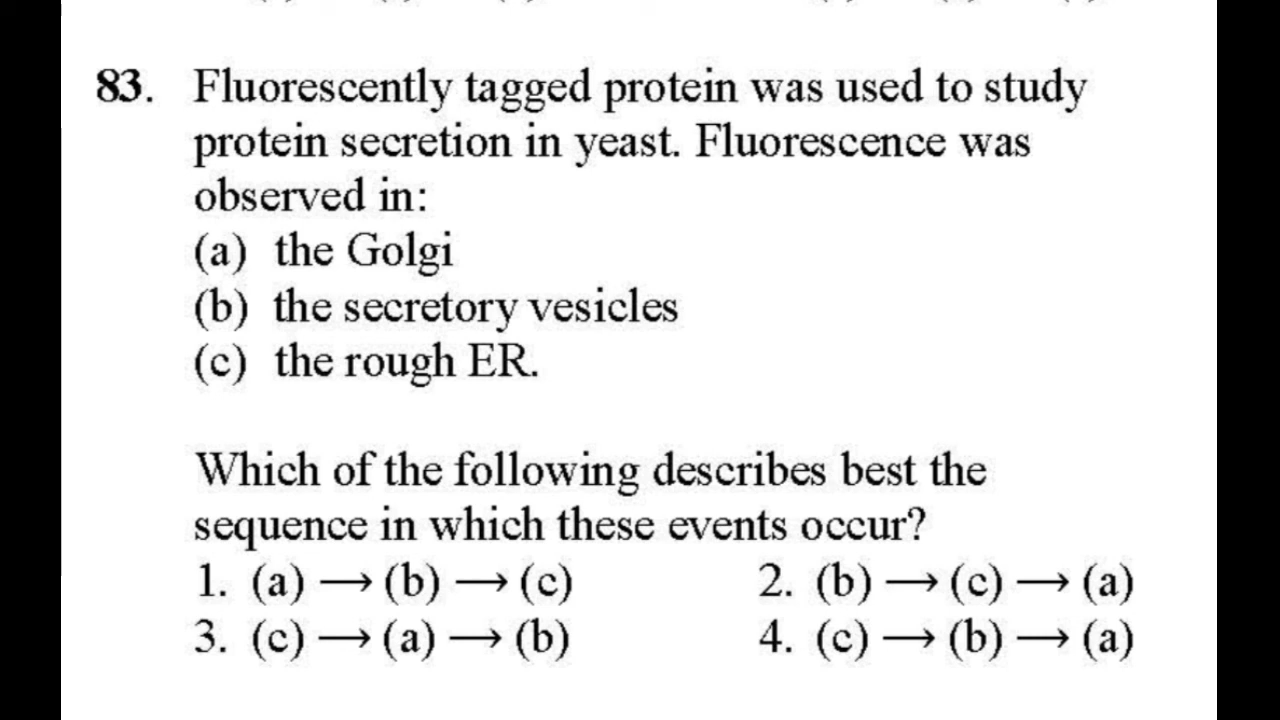 83. Fluorescently tagged protein was used to study
protein secretion in yeast. Fluorescence was
observed in:
(a) the Golgi
(b) the secretory vesicles
(c) the rough ER.
Which of the following describes best the
sequence in which these events occur?
1. (a) → (b) → (c) 2. (b) → (c) → (a)
3. (c) → (a) → (b) 4. (c) → (b) → (a)